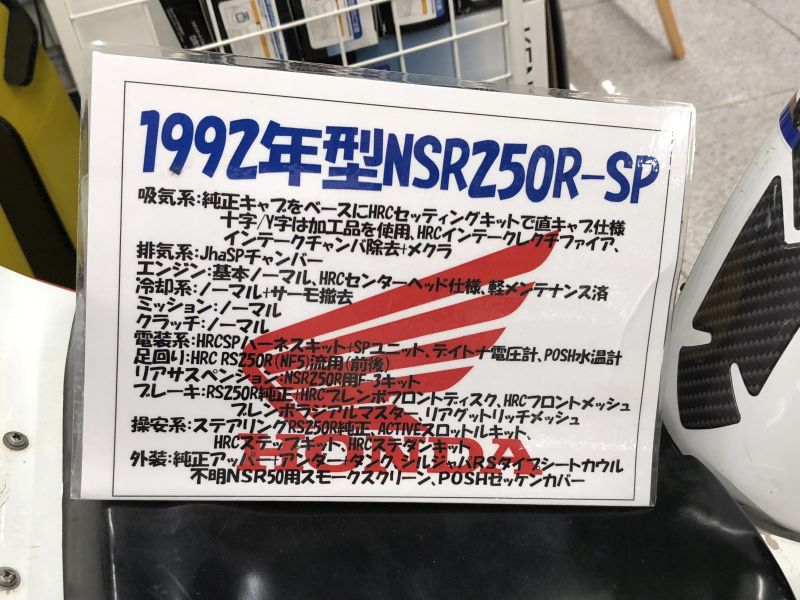 1992年型NSR250R-SP
吸気系:純正キャブをベースにHRCセッティングキットで直キャブ仕様
十字/Y字は加工品を使用、HRCインテークレクチファイア、
インテークチャンバ除去+メクラ
排気系:JhaSPチャンバー
エンジン:基本ノーマル、HRCセンターヘッド仕様、軽メンテナンス済
冷却系:ノーマル+サーモ撤去
ミッション:ノーマル
クラッチ:ノーマル
電装系:HRCSPハーネスキット+SPユニット、デイトナ電圧計、POSH水温計
足回り:HRC RS250R(NF5)流用(前後)
リアサスペンション:NSR250R用F-3キット
ブレーキ:RS250R純正+HRCブレンボフロントディスク、HRCフロントメッシュ
ブレンボラジアルマスター、リアグットリッチメッシュ
操安系:ステアリングRS250R純正、ACTIVEスロットルキット、
HRCステップキット、HRCステダンキット
外装:純正アッパー+アンダー+タンク、シルジャパRSタイプシートカウル
不明NSR50用スモークスクリーン、POSHゼッケンカバー
HONDA